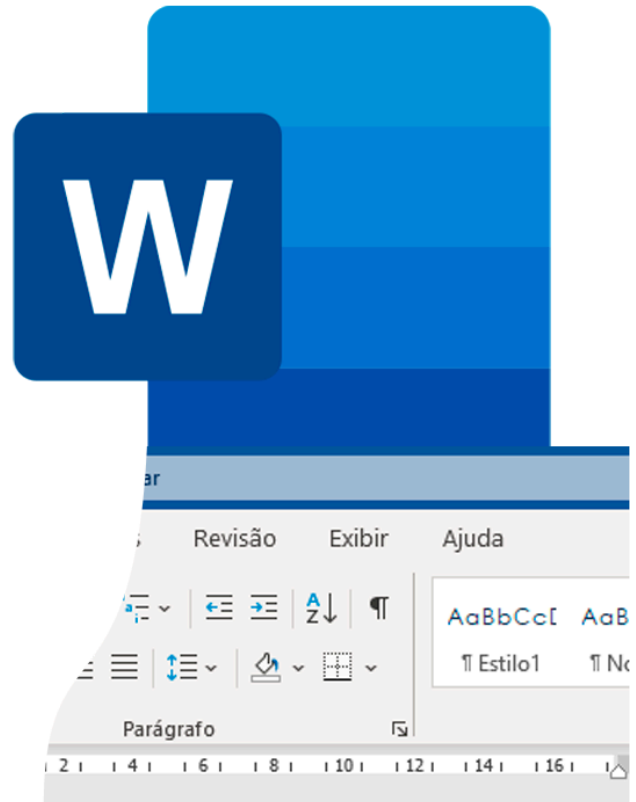 W
ar
s Revisão Exibir Ajuda
AaBbCcI AaB
¶ Estilo1 ¶ No
Parágrafo
2 4 6 8 10 12 14 16